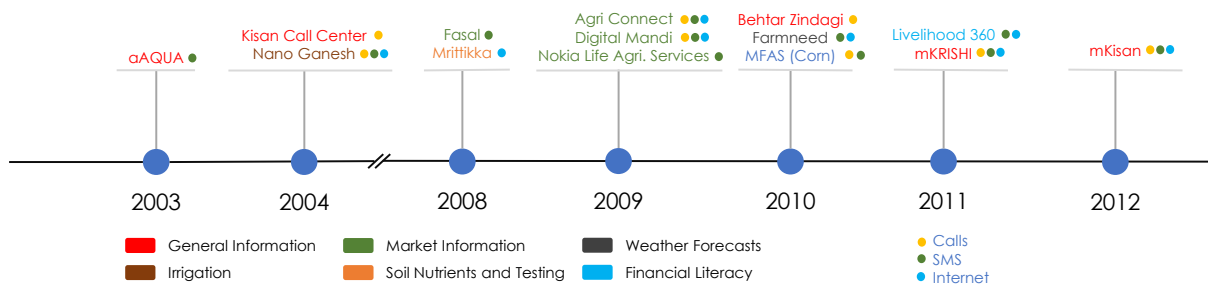 aAQUA
Kisan Call Center
Nano Ganesh
Fasal
Mrittikka
Agri Connect
Digital Mandi
Nokia Life Agri. Services
Behtar Zindagi
Farmneed
MFAS (Corn)
Livelihood 360
mKRISHI
mKisan
2003
2004
2008
2009
2010
2011
2012
General Information
Market Information
Weather Forecasts
Irrigation
Soil Nutrients and Testing
Financial Literacy
Calls
SMS
Internet